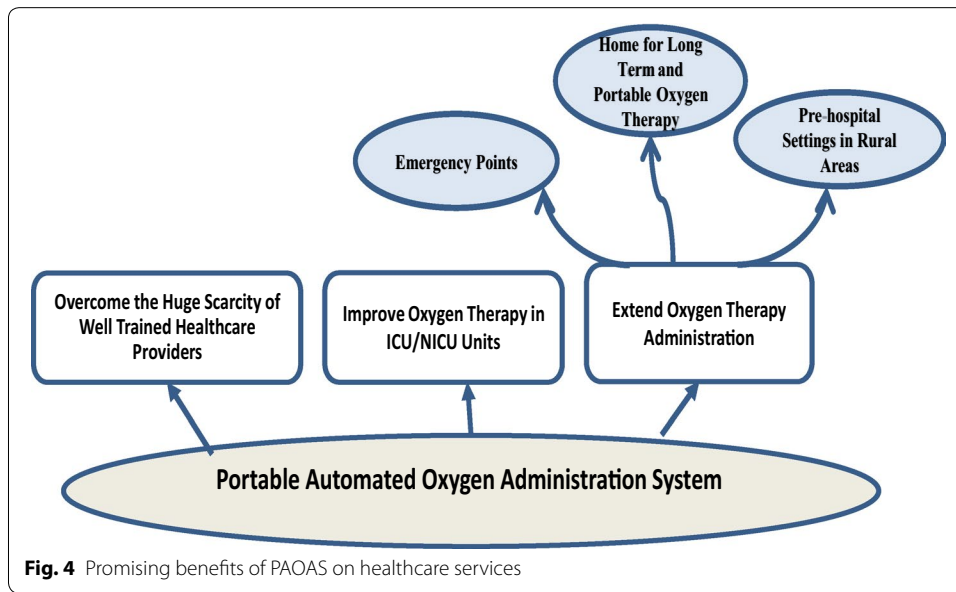 Home for Long
Term and
Portable Oxygen
Therapy
Pre-hospital
Settings in Rural
Areas
Emergency Points
Overcome the Huge Scarcity of
Well Trained Healthcare
Providers
Improve Oxygen Therapy in
ICU/NICU Units
Extend Oxygen Therapy
Administration
Portable Automated Oxygen Administration System
Fig. 4 Promising benefits of PAOAS on healthcare services